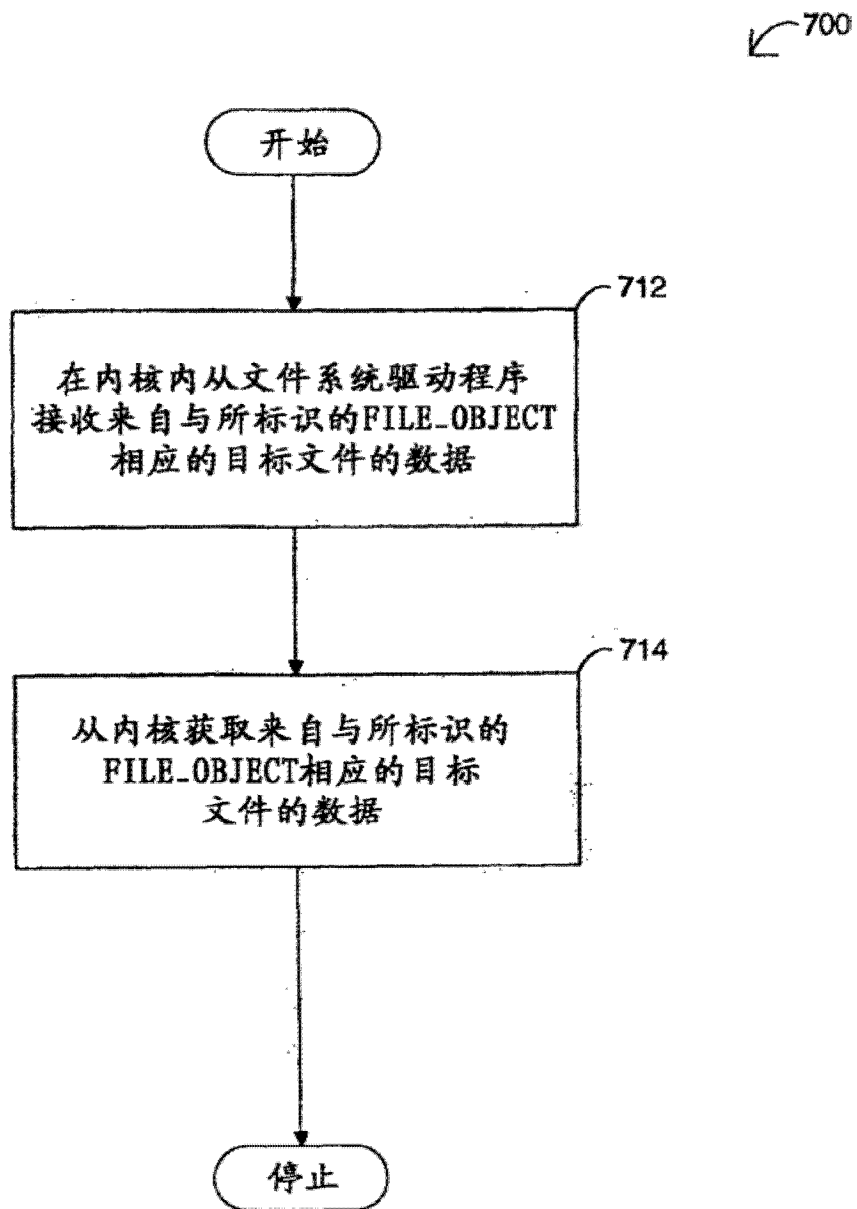 700
开始
712
在内核内从文件系统驱动程序
接收来自与所标识的FILE_OBJECT
相应的目标文件的数据
714
从内核获取来自与所标识的
FILE_OBJECT相应的目标
文件的数据
停止